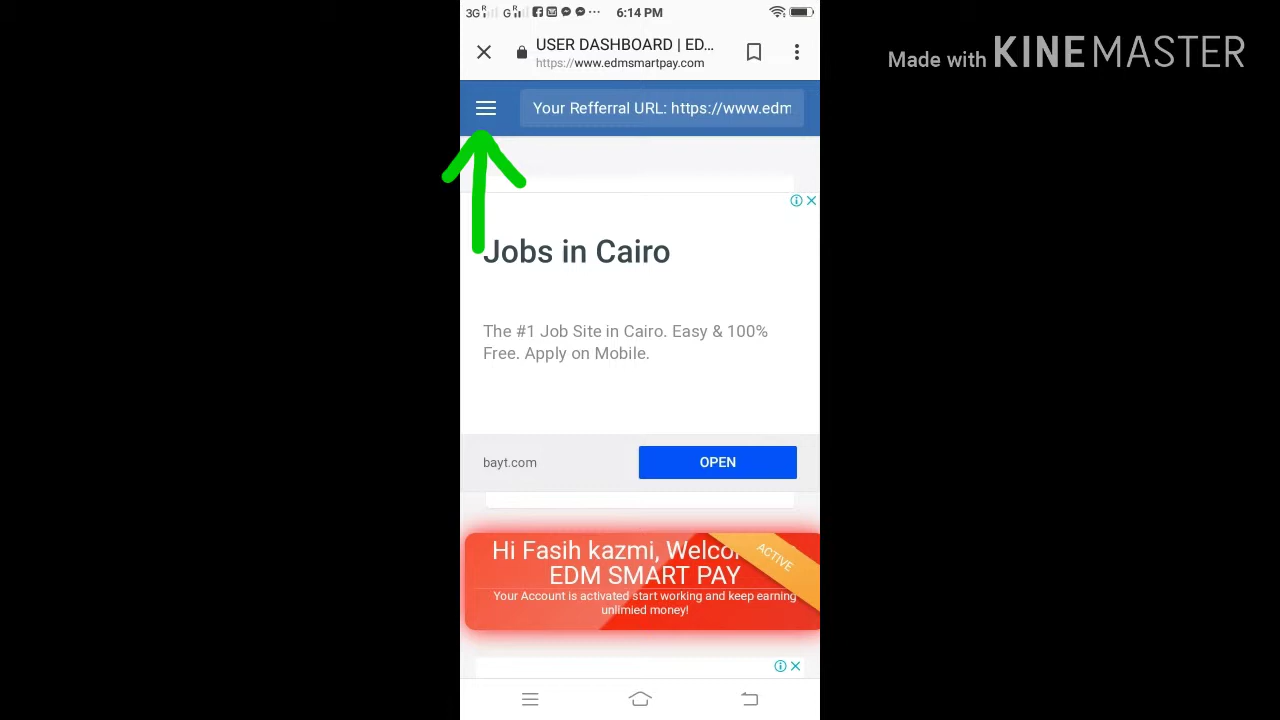 3G R G R ··· 6:14 PM
Made with KINEMASTER
USER DASHBOARD | ED...
https://www.edmsmartpay.com
Your Refferral URL: https://www.edm
Jobs in Cairo
The #1 Job Site in Cairo. Easy & 100%
Free. Apply on Mobile.
bayt.com OPEN
ACTIVE
Hi Fasih kazmi,
EDM SMART PAY
Your Account is activated start working and keep earning
unlimied money!